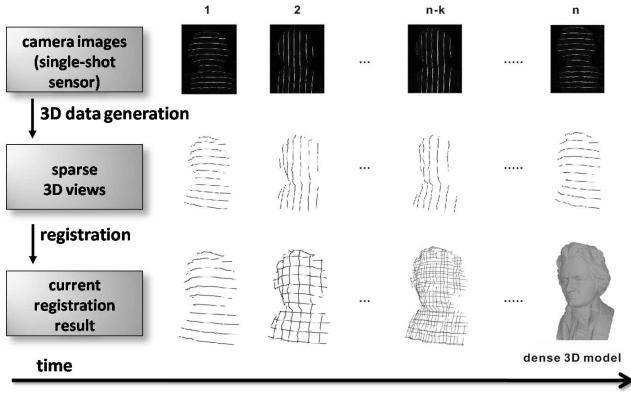 1 2 n-k n
camera images
(single-shot
sensor)
... .....
3D data generation
sparse
3D views
... .....
registration
current
registration
result
... .....
dense 3D model
time